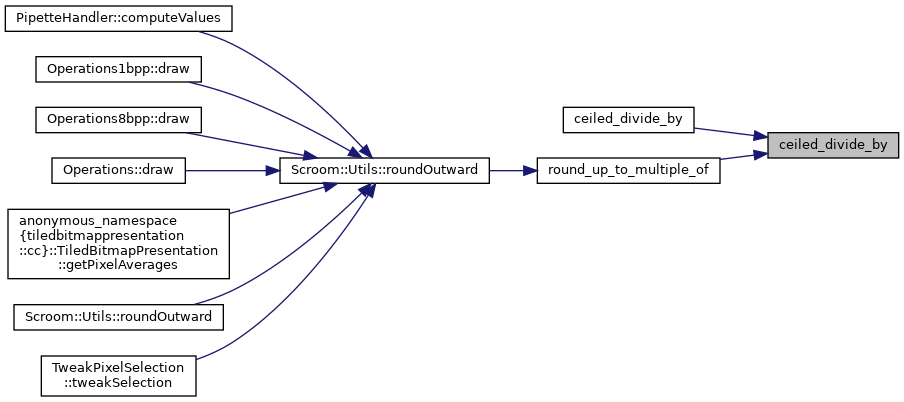 PipetteHandler::computeValues
Operations1bpp::draw
Operations8bpp::draw
Operations::draw
anonymous_namespace
{tiledbitmappresentation
::cc}::TiledBitmapPresentation
::getPixelAverages
Scroom::Utils::roundOutward
TweakPixelSelection
::tweakSelection
Scroom::Utils::roundOutward
ceiled_divide_by
round_up_to_multiple_of
ceiled_divide_by